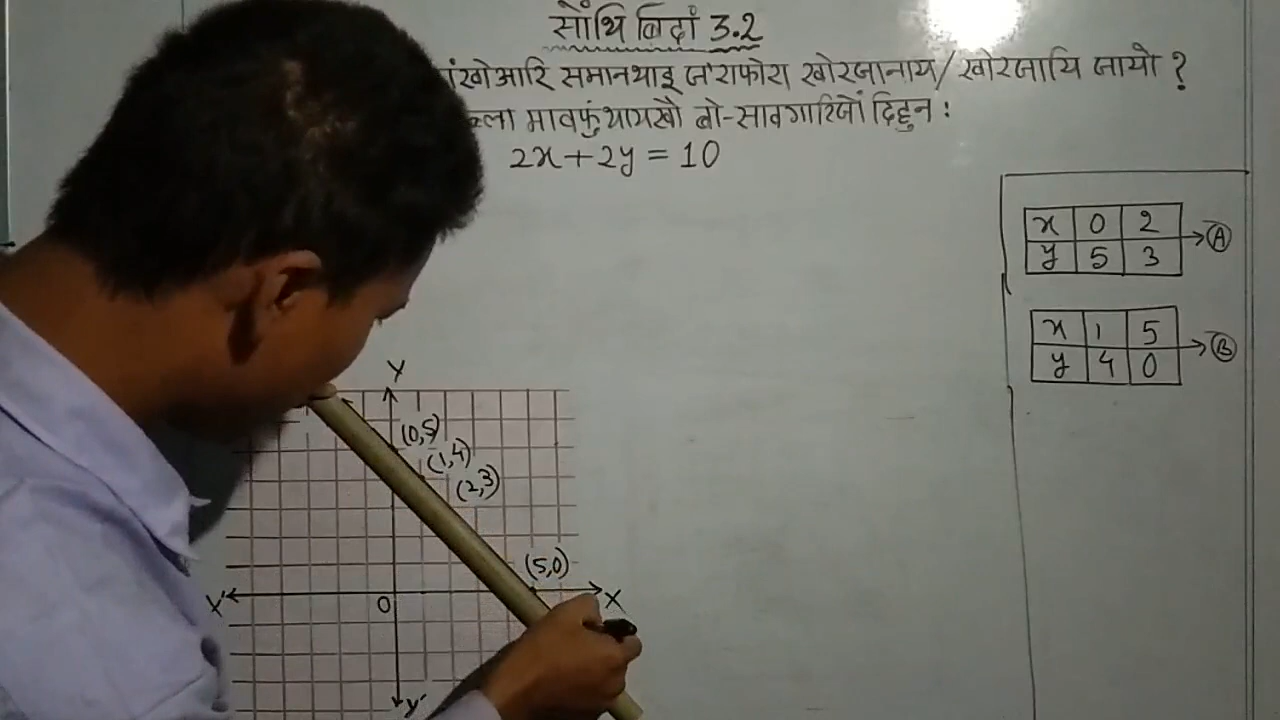 सोंथि बिदां 3.2
समानथाइ ज'राफोरा खोरजानाय/खोरजायि जायो ?
मावफुंथायखौ बो-सावगारिजों दिहुन :
2x+2y = 10
x 0 2
y 5 3
→ A
x 1 5
y 4 0
→ B
Y
(0,5)
(1,4)
(2,3)
(5,0)
X'
O
X
Y'